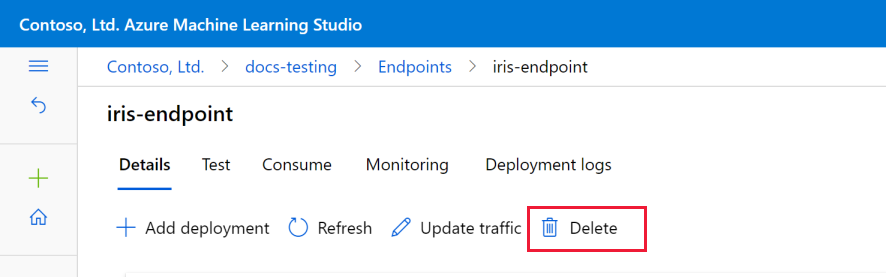 Contoso, Ltd. Azure Machine Learning Studio
Contoso, Ltd. > docs-testing > Endpoints > iris-endpoint
iris-endpoint
Details Test Consume Monitoring Deployment logs
Add deployment Refresh Update traffic Delete